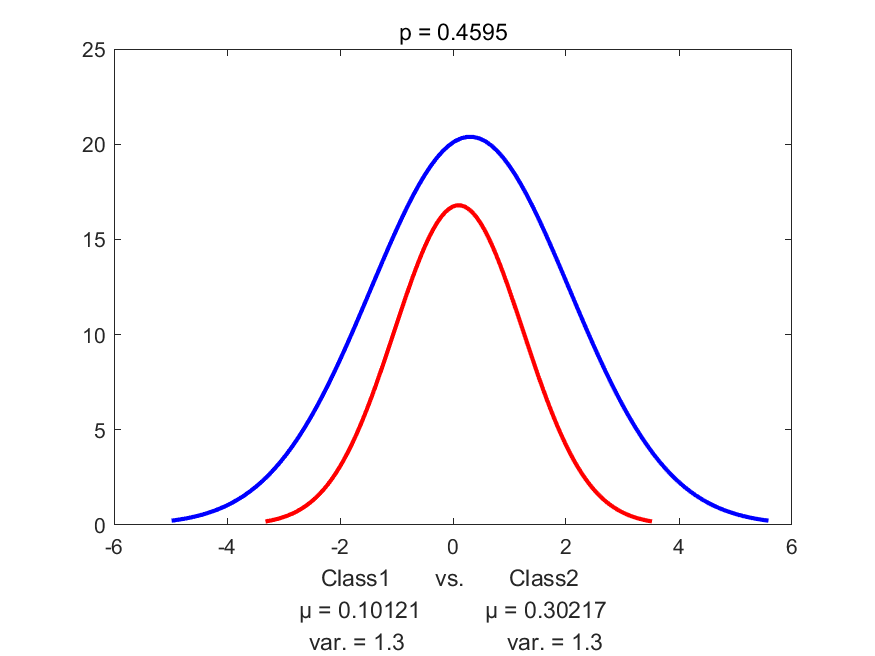 p = 0.4595
25
20
15
10
5
0
-6 -4 -2 0 2 4 6
Class1 vs. Class2
μ = 0.10121 μ = 0.30217
var. = 1.3 var. = 1.3